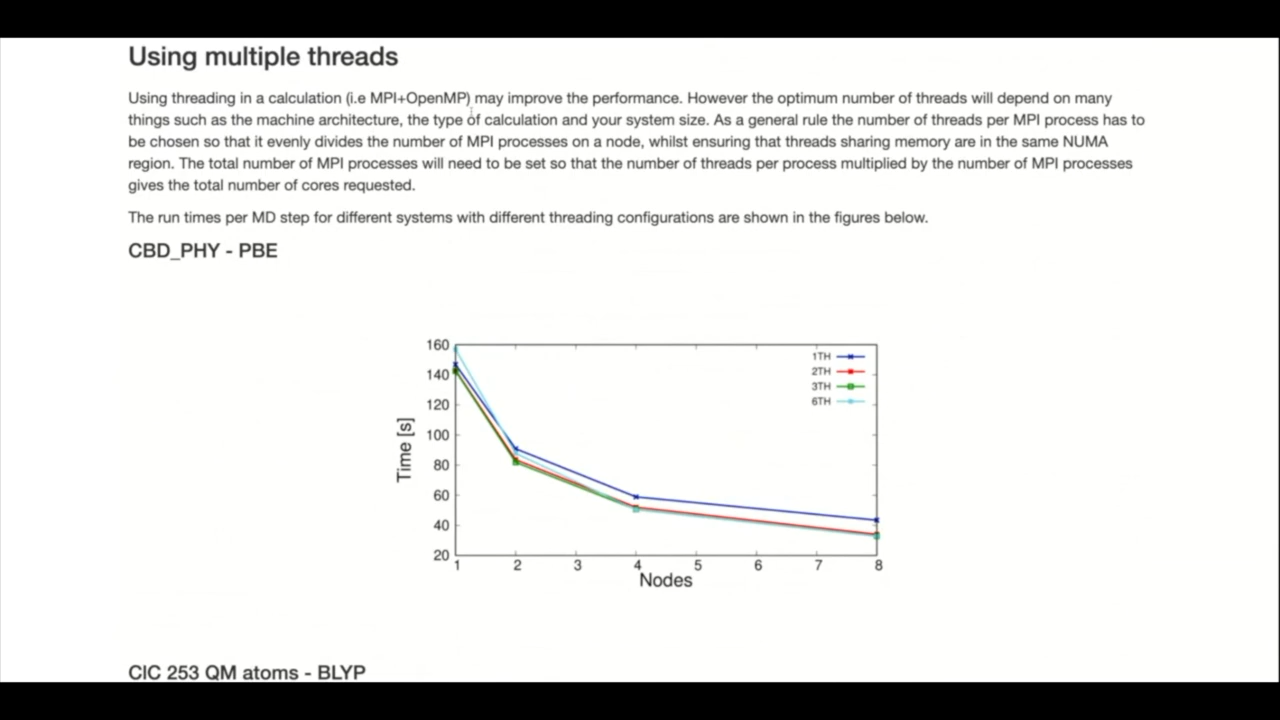 Using multiple threads
Using threading in a calculation (i.e MPI+OpenMP) may improve the performance. However the optimum number of threads will depend on many
things such as the machine architecture, the type of calculation and your system size. As a general rule the number of threads per MPI process has to
be chosen so that it evenly divides the number of MPI processes on a node, whilst ensuring that threads sharing memory are in the same NUMA
region. The total number of MPI processes will need to be set so that the number of threads per process multiplied by the number of MPI processes
gives the total number of cores requested.
The run times per MD step for different systems with different threading configurations are shown in the figures below.
CBD_PHY - PBE
160
140
120
100
80
60
40
20
Time [s]
1TH
2TH
3TH
6TH
1 2 3 4 5 6 7 8
Nodes
CIC 253 QM atoms - BLYP